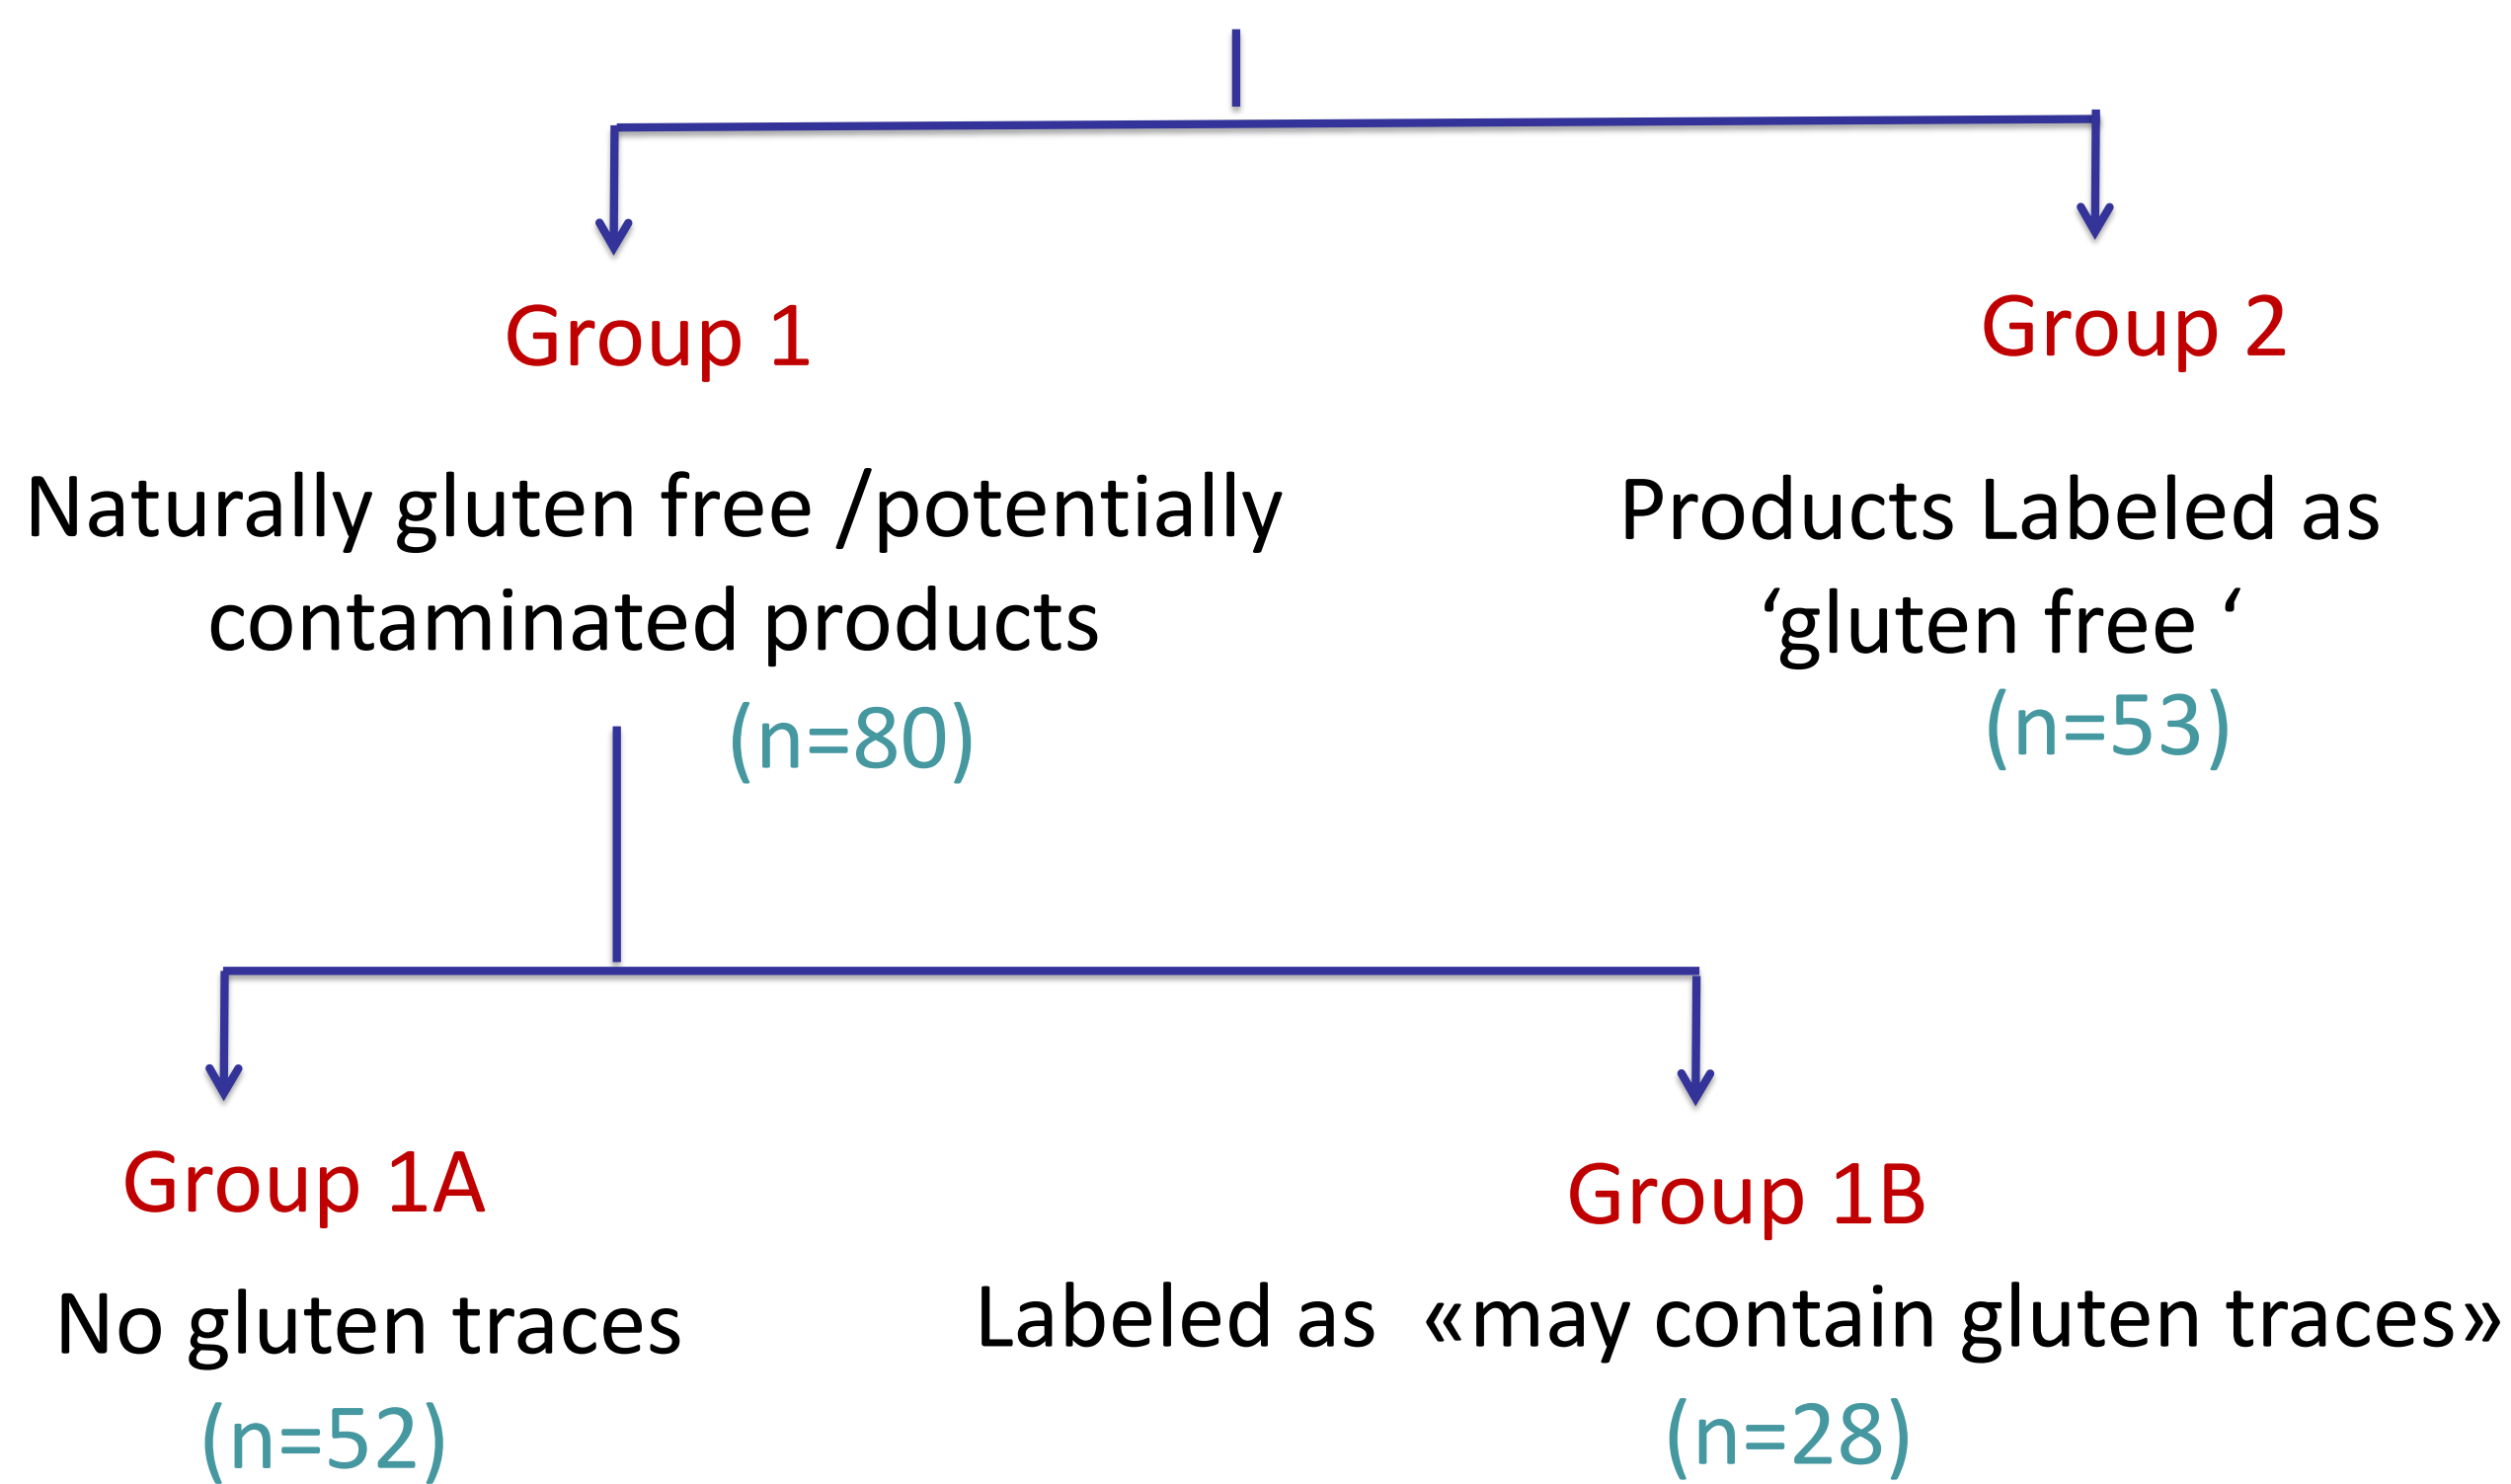 Group 1
Group 2
Naturally gluten free /potentially
contaminated products
(n=80)
Products Labeled as
‘gluten free ‘
(n=53)
Group 1A
No gluten traces
(n=52)
Group 1B
Labeled as «may contain gluten traces»
(n=28)